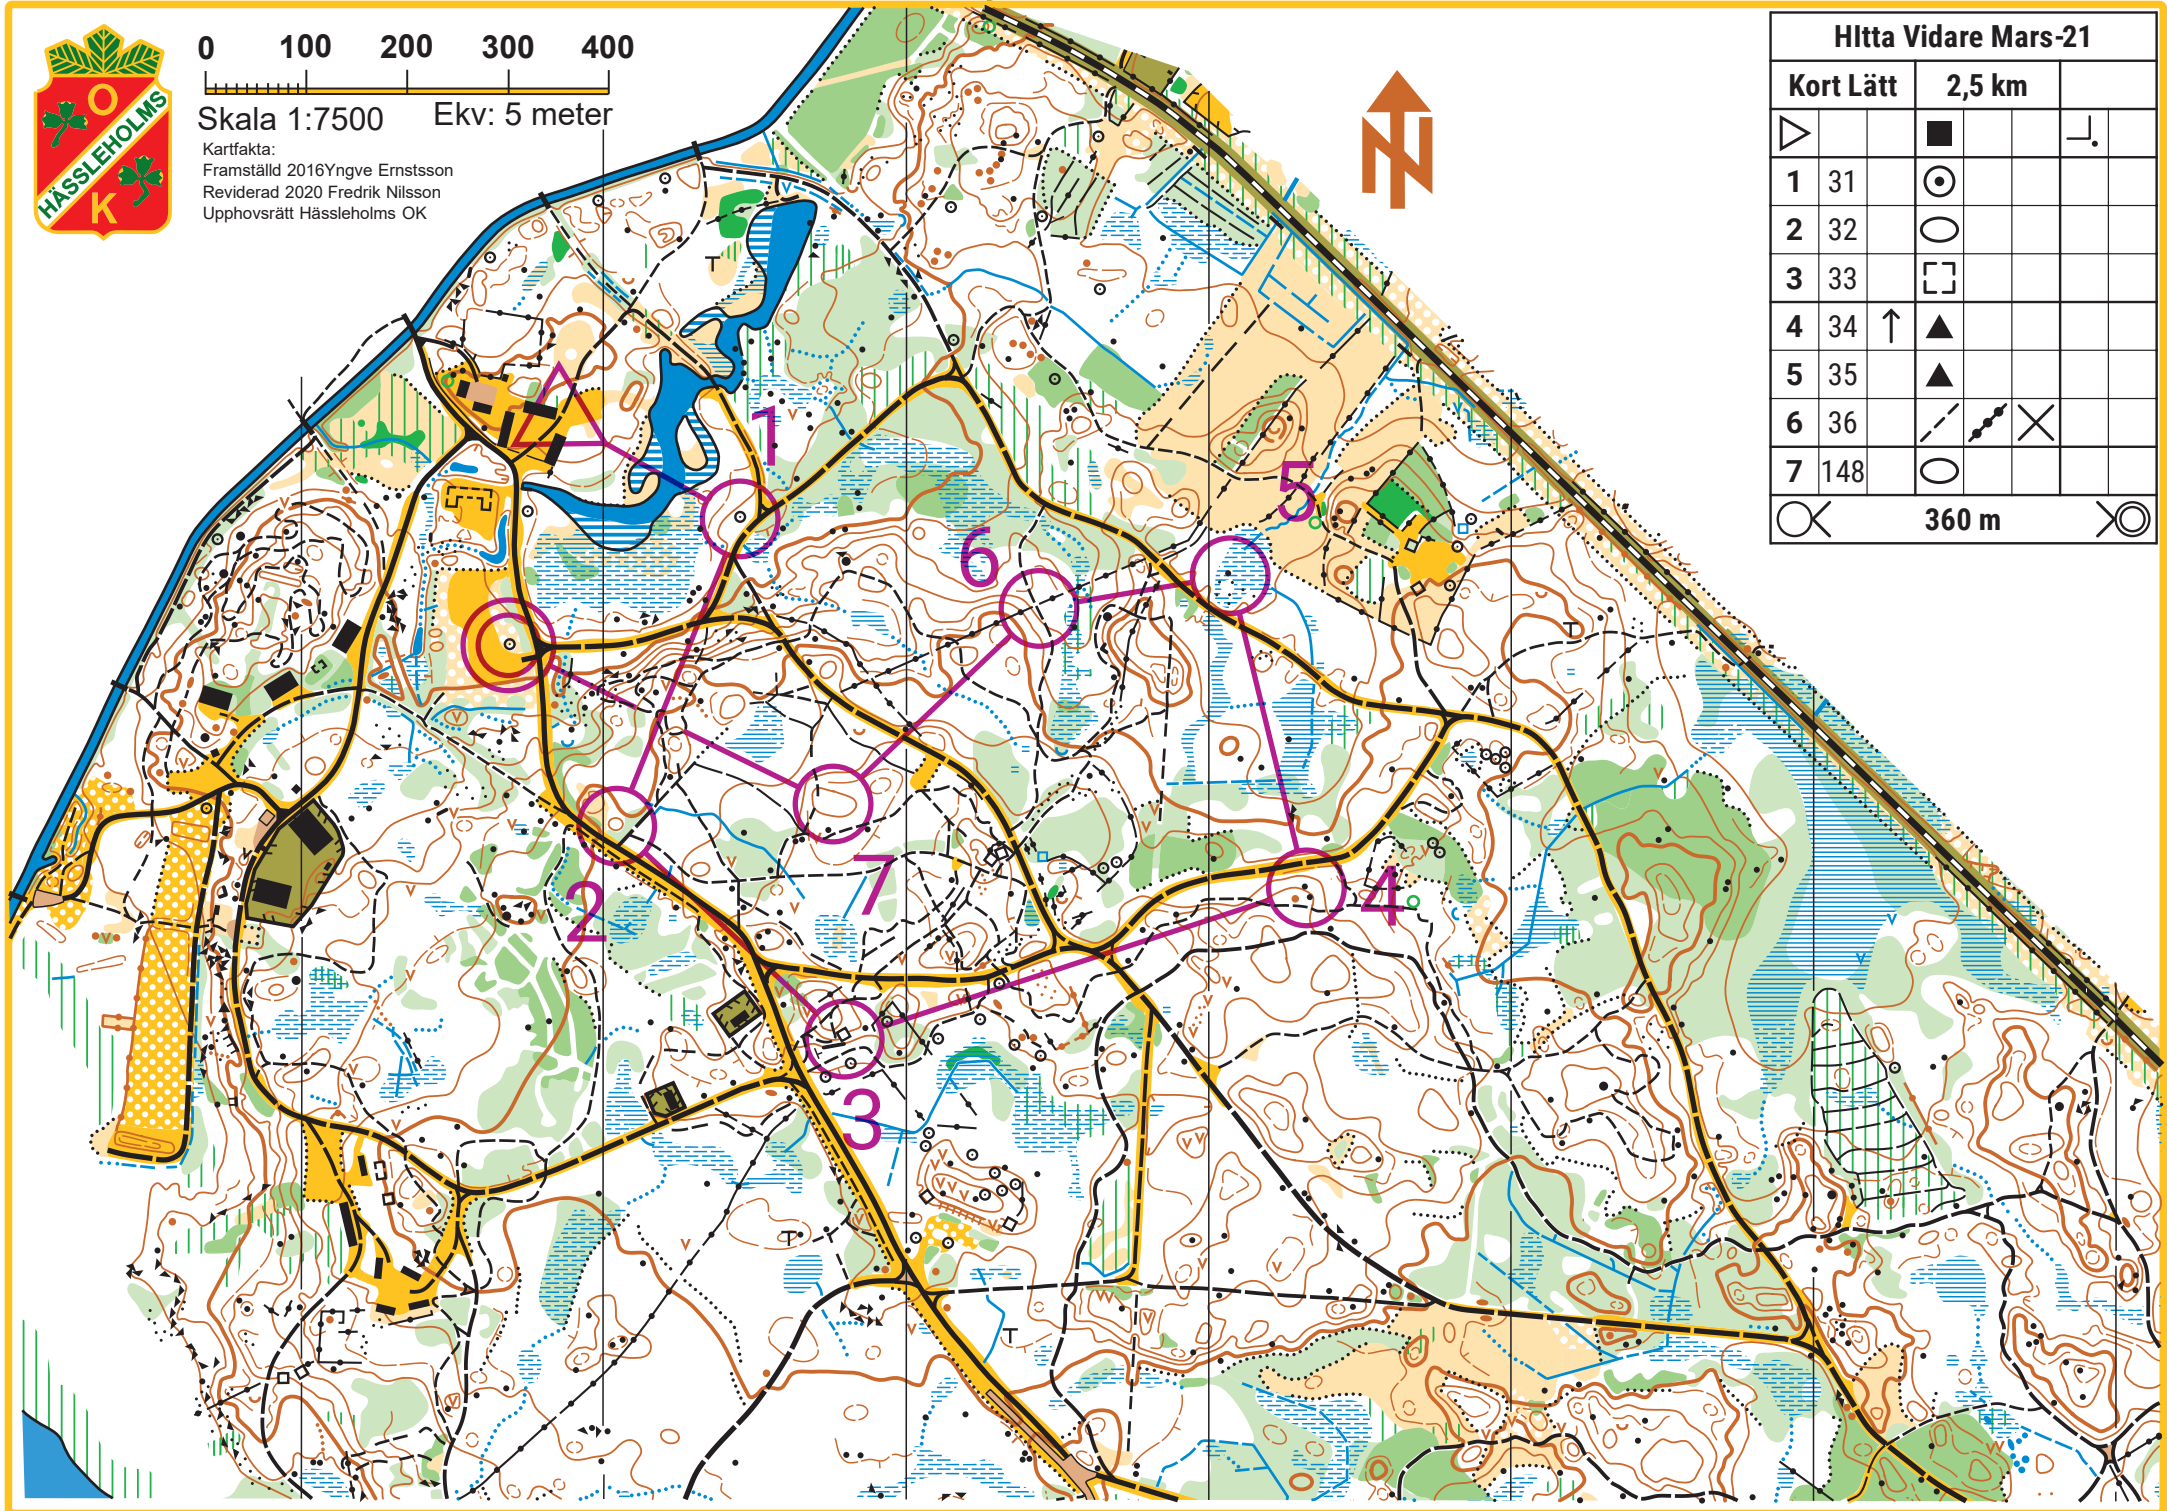 O
HÄSSLEHOLMS
K
0 100 200 300 400
Skala 1:7500 Ekv: 5 meter
Kartfakta:
Framställd 2016Yngve Ernstsson
Reviderad 2020 Fredrik Nilsson
Upphovsrätt Hässleholms OK
N
HItta Vidare Mars-21
Kort Lätt 2,5 km
1 31
2 32
3 33
4 34
5 35
6 36
7 148
360 m
1
5
6
7
2
4
3